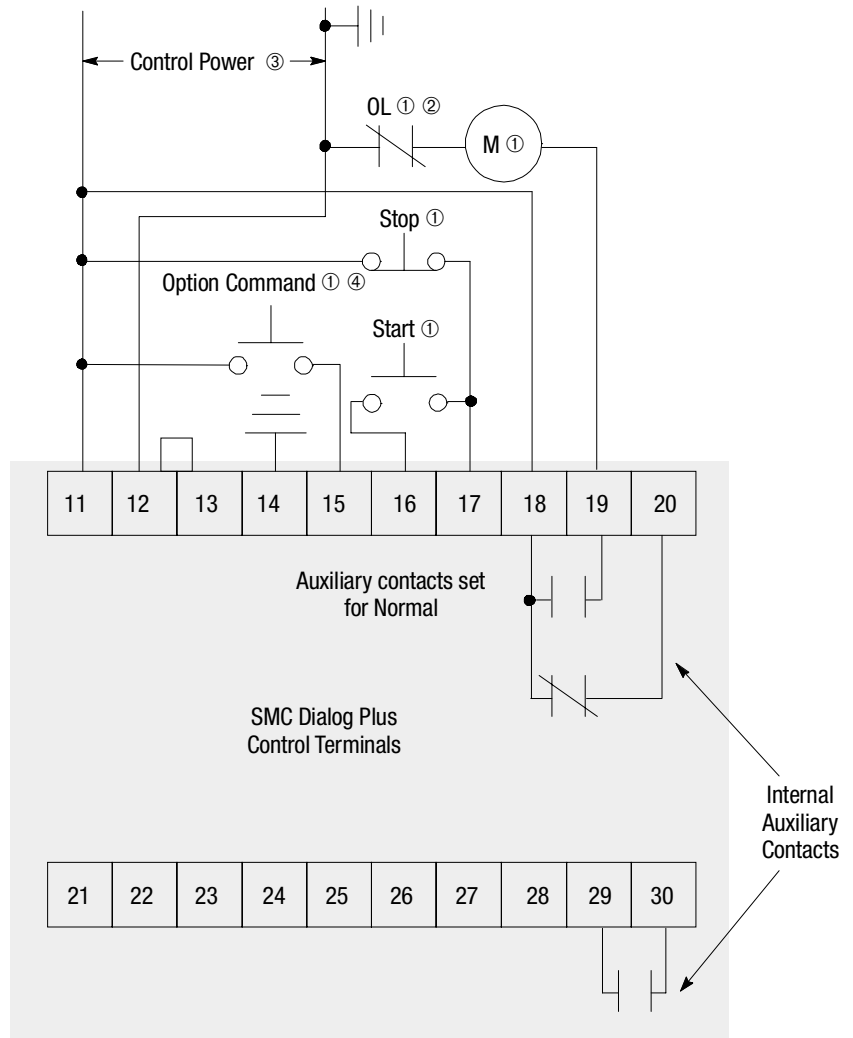 Control Power ③
OL ① ②
M ①
Stop ①
Option Command ① ④
Start ①
11 12 13 14 15 16 17 18 19 20
Auxiliary contacts set
for Normal
SMC Dialog Plus
Control Terminals
Internal
Auxiliary
Contacts
21 22 23 24 25 26 27 28 29 30